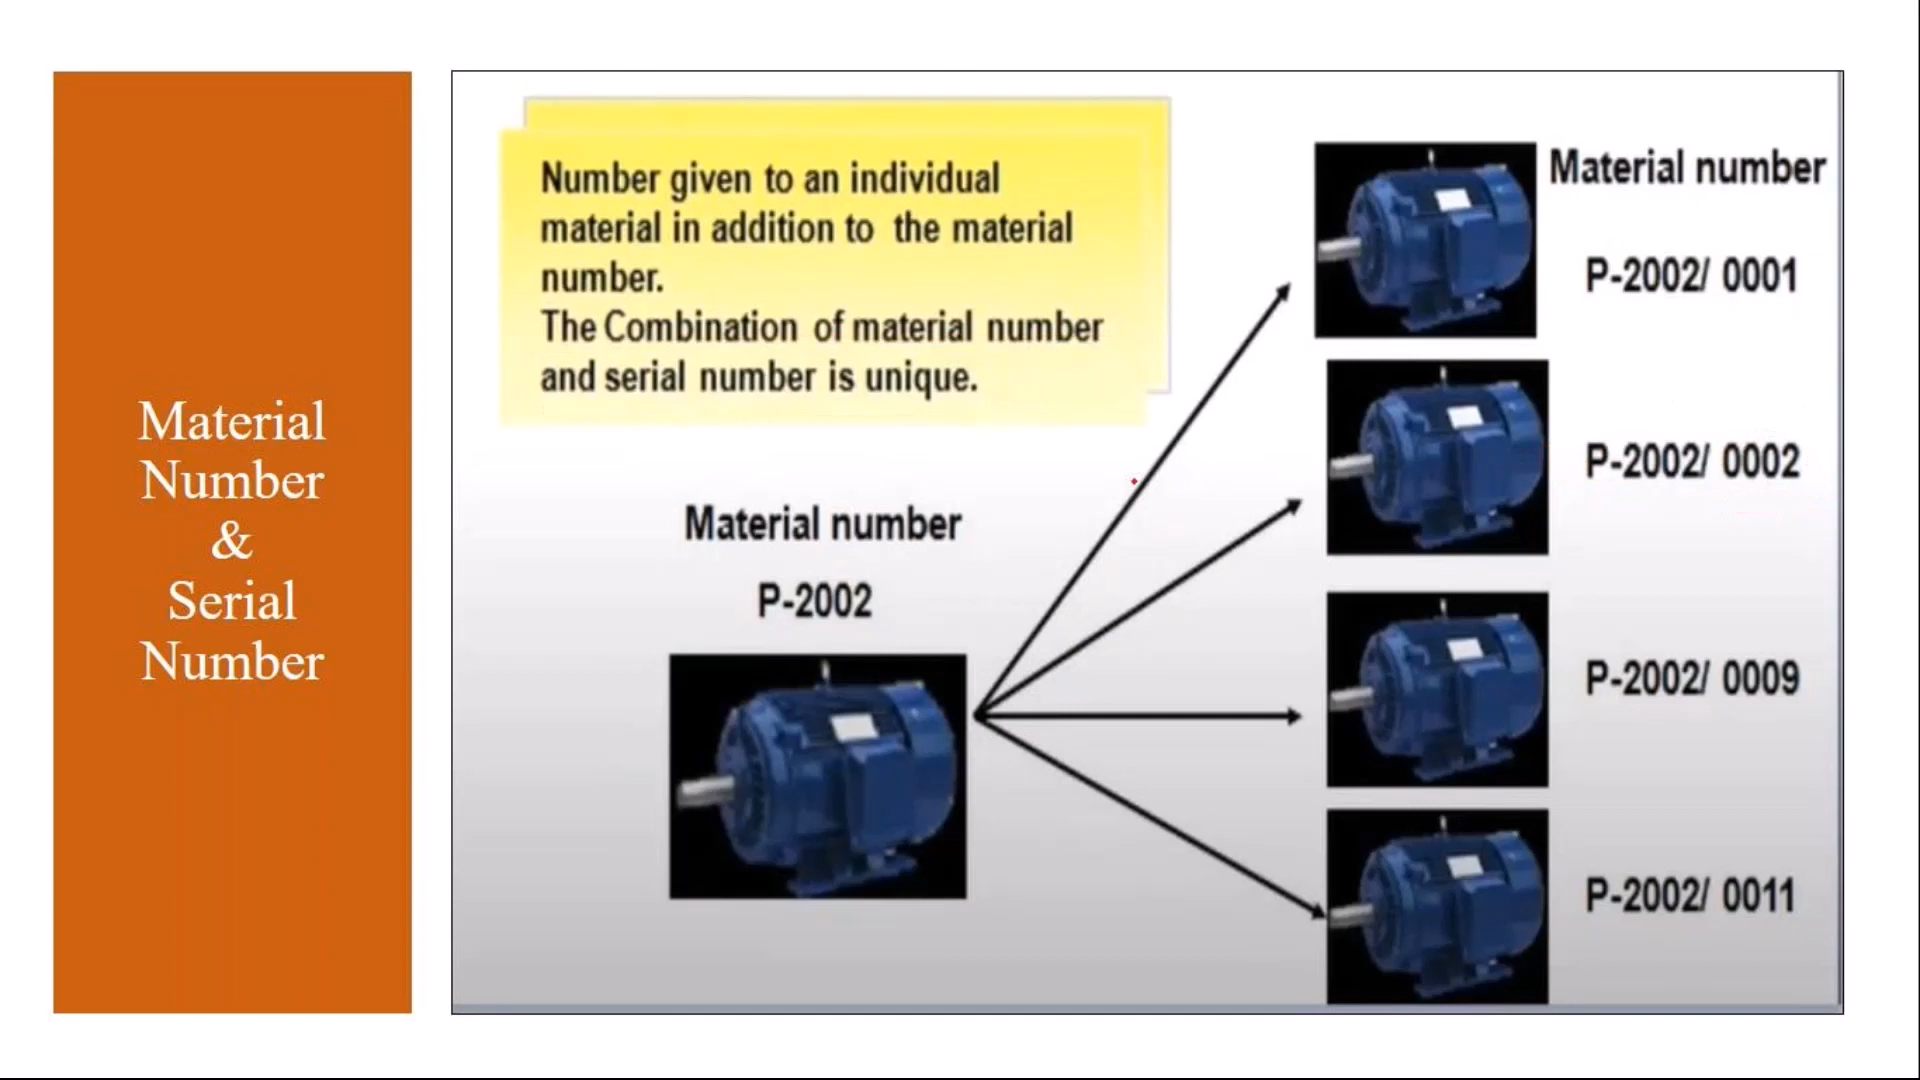 Material
Number
&
Serial
Number
Number given to an individual
material in addition to the material
number.
The Combination of material number
and serial number is unique.
Material number
P-2002
Material number
P-2002/ 0001
P-2002/ 0002
P-2002/ 0009
P-2002/ 0011